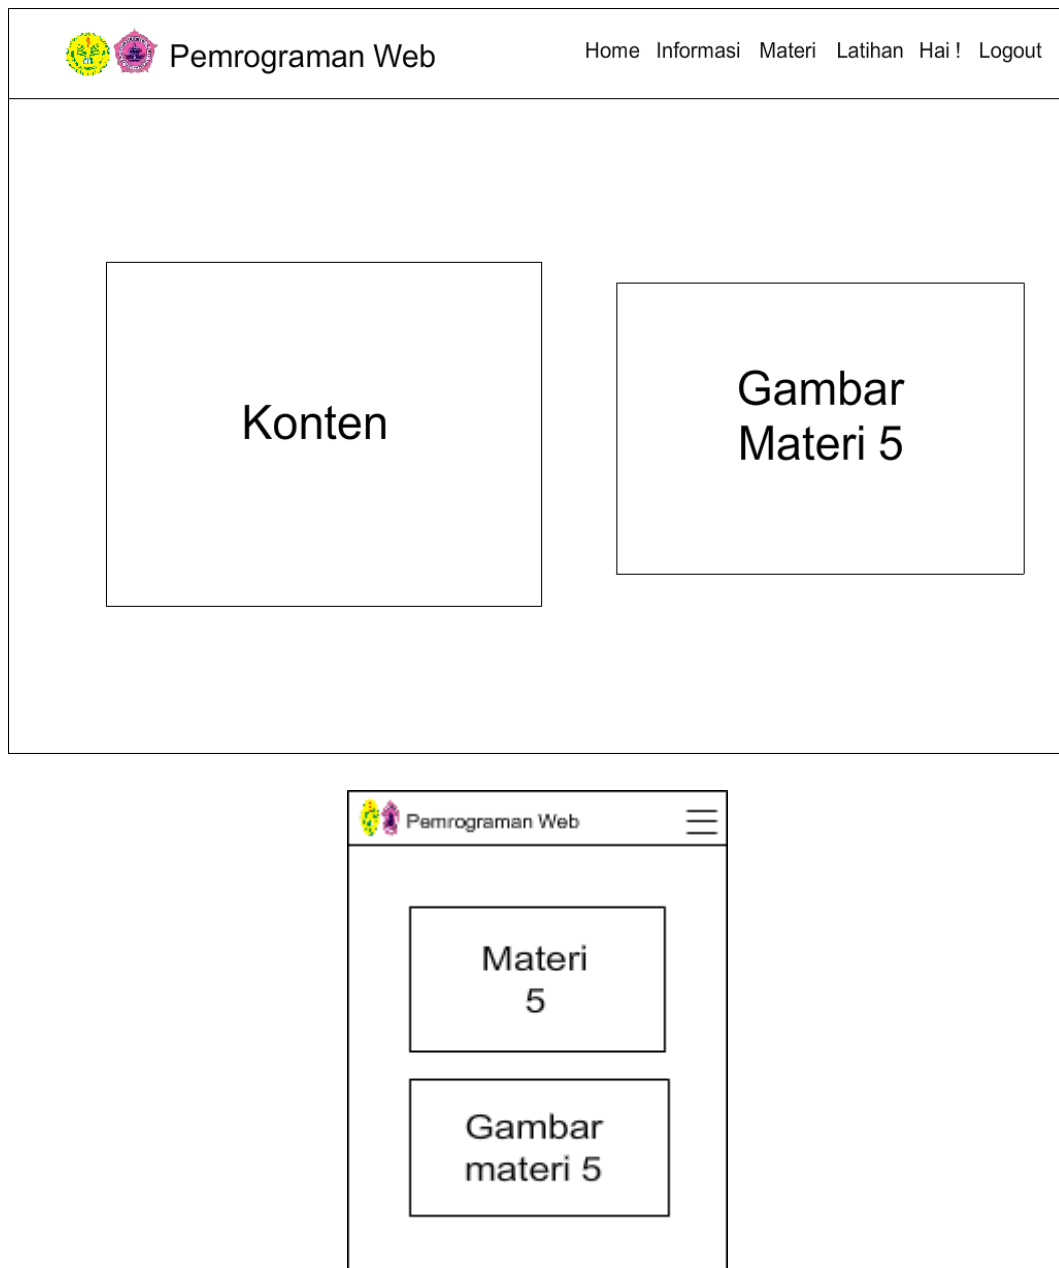 Pemrograman Web
Home Informasi Materi Latihan Hai ! Logout
Konten
Gambar
Materi 5
Pemrograman Web
Materi
5
Gambar
materi 5